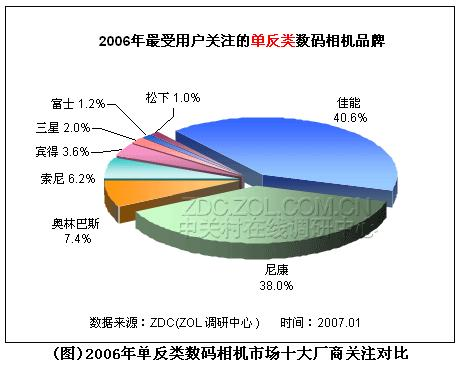 2006年最受用户关注的单反类数码相机品牌
松下 1.0%
富士 1.2%
三星 2.0%
宾得 3.6%
索尼 6.2%
奥林巴斯
7.4%
佳能
40.6%
尼康
38.0%
ZDC.ZOL.COM.CN
中关村在线调研中心
数据来源：ZDC(ZOL 调研中心 ) 时间：2007.01
(图)2006年单反类数码相机市场十大厂商关注对比